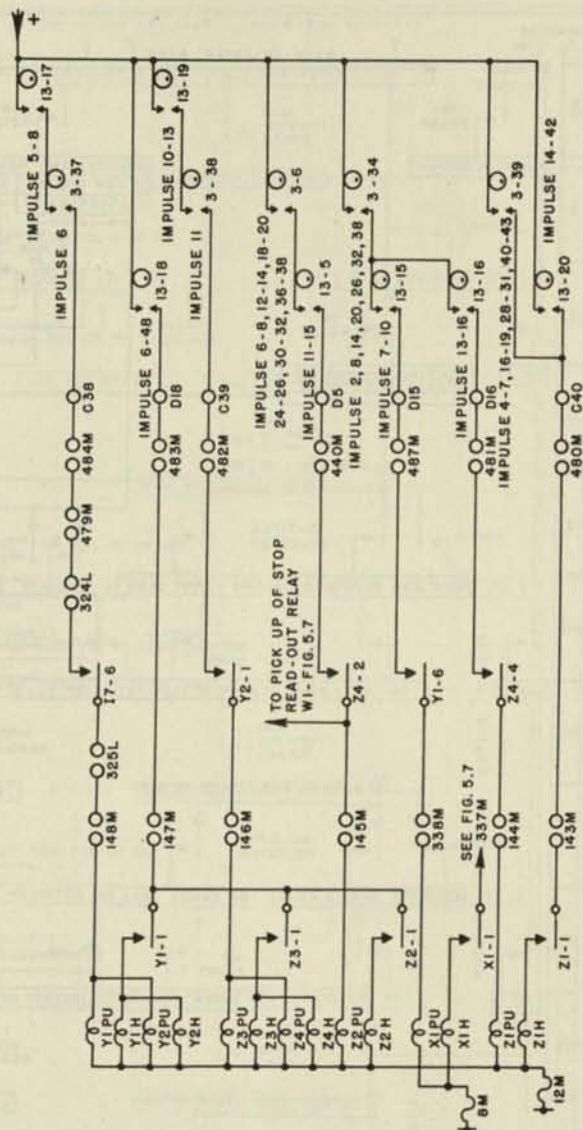 +
IMPULSE 5-8
13-17
IMPULSE 6
3-37
C38
484M
479M
324L
I7-6
325L
148M
Y1PU
Y1H
Y2PU
Y2H
Y1-1
IMPULSE 6-48
13-18
D18
483M
147M
IMPULSE 10-13
13-19
IMPULSE 11
3-38
C39
482M
Y2-1
146M
Z3PU
Z3H
Z4PU
Z4H
Z3-1
IMPULSE 6-8, 12-14, 18-20
24-26, 30-32, 36-38
3-6
IMPULSE 11-15
13-5
D5
440M
TO PICK UP OF STOP
READ-OUT RELAY
W1-FIG. 5.7
Z4-2
145M
Z2PU
Z2H
Z2-1
IMPULSE 2, 8, 14, 20, 26, 32, 38
3-34
IMPULSE 7-10
13-15
D15
487M
Y1-6
338M
X1PU
X1H
SEE FIG. 5.7
337M
X1-1
8M
IMPULSE 13-16
13-16
D16
481M
Z4-4
144M
Z1PU
Z1H
IMPULSE 4-7, 16-19, 28-31, 40-43
3-39
IMPULSE 14-42
13-20
C40
480M
143M
Z1-1
12M